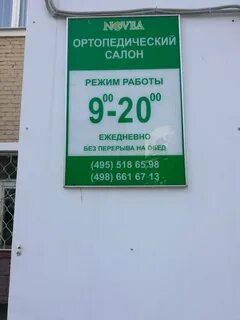 NOVEA
ОРТОПЕДИЧЕСКИЙ
САЛОН
РЕЖИМ РАБОТЫ
9⁰⁰-20⁰⁰
ЕЖЕДНЕВНО
БЕЗ ПЕРЕРЫВА НА ОБЕД
(495) 518 65 98
(498) 661 67 13